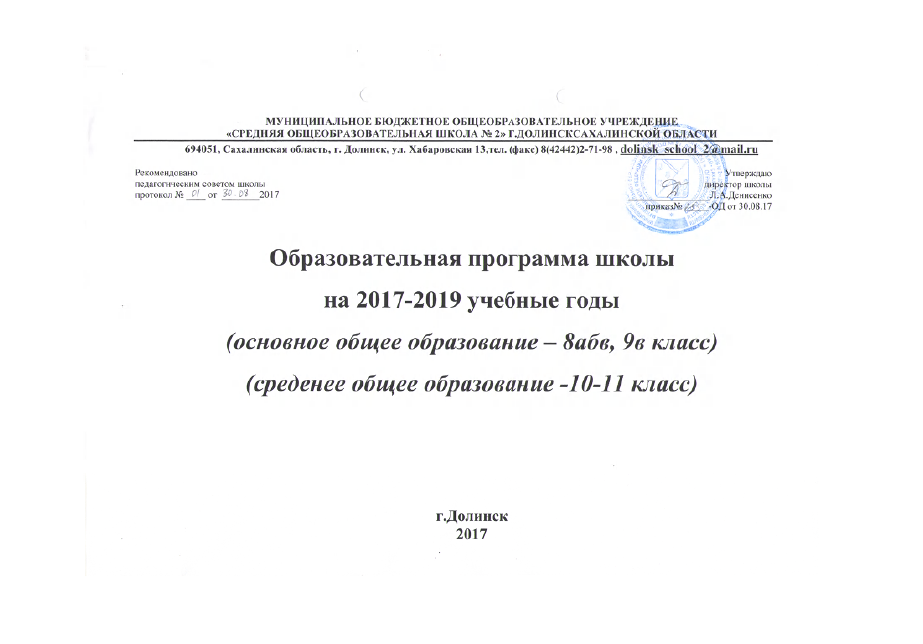 МУНИЦИПАЛЬНОЕ БЮДЖЕТНОЕ ОБЩЕОБРАЗОВАТЕЛЬНОЕ УЧРЕЖДЕНИЕ
«СРЕДНЯЯ ОБЩЕОБРАЗОВАТЕЛЬНАЯ ШКОЛА № 2» Г.ДОЛИНСКСАХАЛИНСКОЙ ОБЛАСТИ
694051, Сахалинская область, г. Долинск, ул. Хабаровская 13,тел. (факс) 8(42442)2-71-98 , dolinsk_school_2@mail.ru
Рекомендовано
педагогическим советом школы
протокол № 01 от 30.08 2017
Утверждаю
директор школы
Л.А.Денисенко
приказ№ -ОД от 30.08.17
Образовательная программа школы
на 2017-2019 учебные годы
(основное общее образование – 8абв, 9в класс)
(среденее общее образование -10-11 класс)
г.Долинск
2017